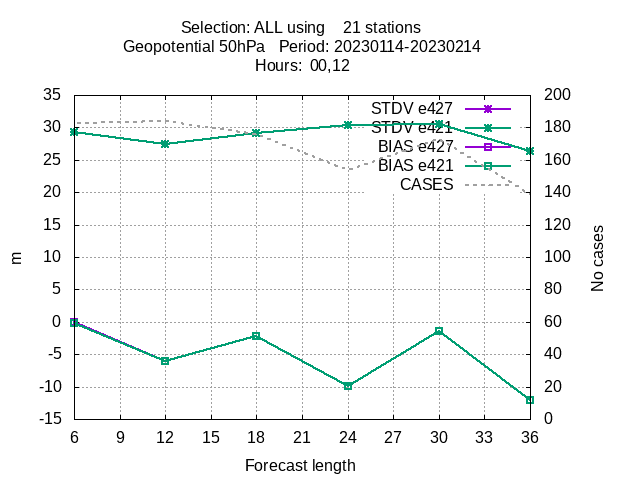 Selection: ALL using    21 stations
Geopotential 50hPa   Period: 20230114-20230214
Hours:  00,12
35 200
STDV e427
30 STDV e421 180
BIAS e427
25 BIAS e421 160
CASES
20 140
15 120
m 10 100 No cases
5 80
0 60
-5 40
-10 20
-15 0
6 9 12 15 18 21 24 27 30 33 36
Forecast length